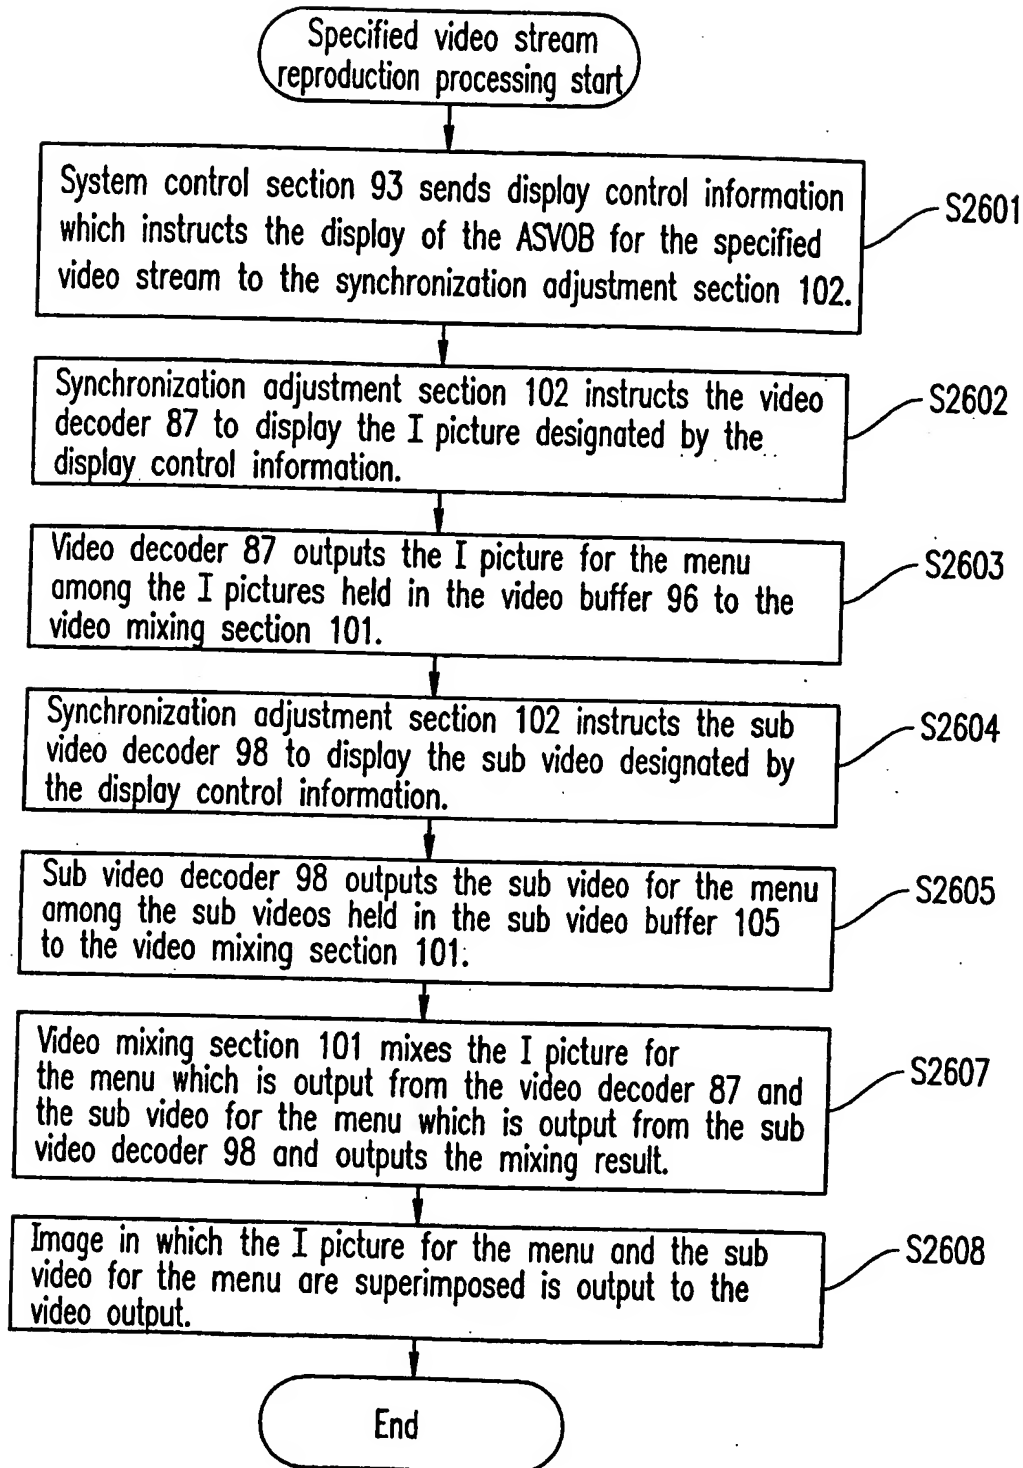 Specified video stream
reproduction processing start
System control section 93 sends display control information
which instructs the display of the ASVOB for the specified
video stream to the synchronization adjustment section 102.
S2601
Synchronization adjustment section 102 instructs the video
decoder 87 to display the I picture designated by the
display control information.
S2602
Video decoder 87 outputs the I picture for the menu
among the I pictures held in the video buffer 96 to the
video mixing section 101.
S2603
Synchronization adjustment section 102 instructs the sub
video decoder 98 to display the sub video designated by
the display control information.
S2604
Sub video decoder 98 outputs the sub video for the menu
among the sub videos held in the sub video buffer 105
to the video mixing section 101.
S2605
Video mixing section 101 mixes the I picture for
the menu which is output from the video decoder 87 and
the sub video for the menu which is output from the sub
video decoder 98 and outputs the mixing result.
S2607
Image in which the I picture for the menu and the sub
video for the menu are superimposed is output to the
video output.
S2608
End